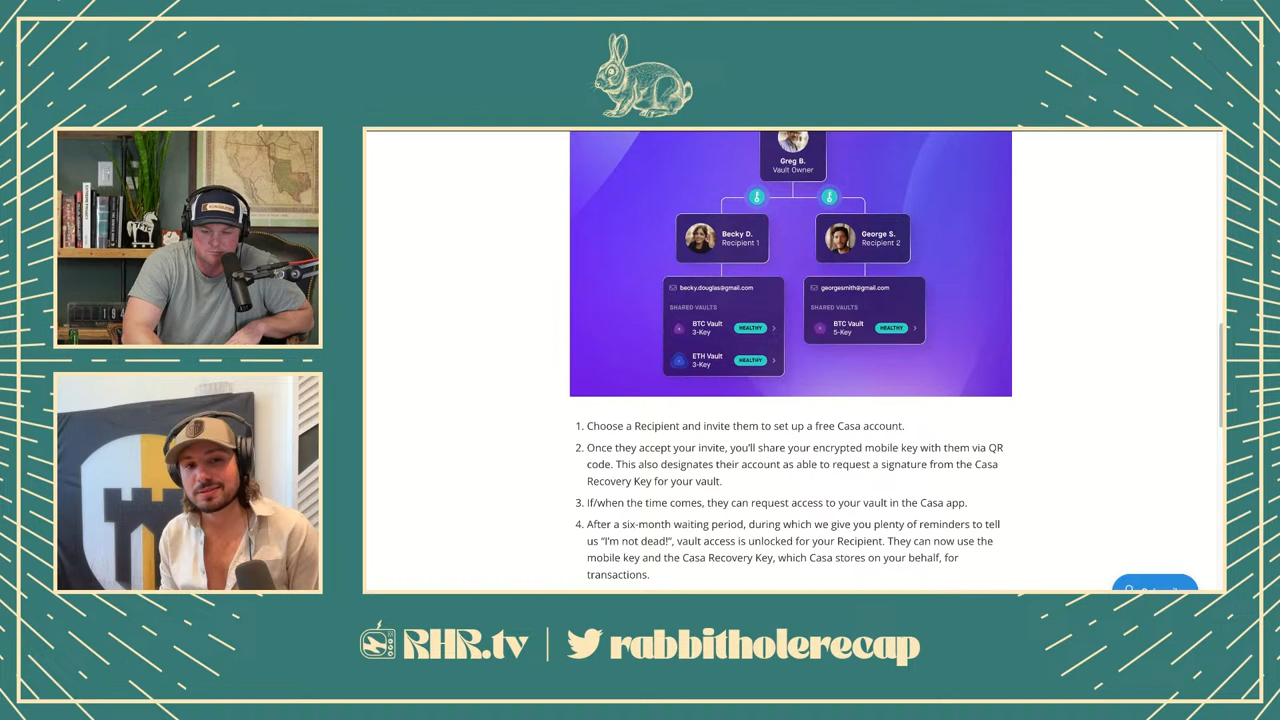 Greg B.
Vault Owner
Becky D.
Recipient 1
George S.
Recipient 2
becky.douglas@gmail.com
SHARED VAULTS
BTC Vault
3-Key
HEALTHY
ETH Vault
3-Key
HEALTHY
georgesmith@gmail.com
SHARED VAULTS
BTC Vault
5-Key
HEALTHY
1. Choose a Recipient and invite them to set up a free Casa account.
2. Once they accept your invite, you'll share your encrypted mobile key with them via QR
code. This also designates their account as able to request a signature from the Casa
Recovery Key for your vault.
3. If/when the time comes, they can request access to your vault in the Casa app.
4. After a six-month waiting period, during which we give you plenty of reminders to tell
us "I'm not dead!", vault access is unlocked for your Recipient. They can now use the
mobile key and the Casa Recovery Key, which Casa stores on your behalf, for
transactions.
RHR.tv
rabbitholerecap